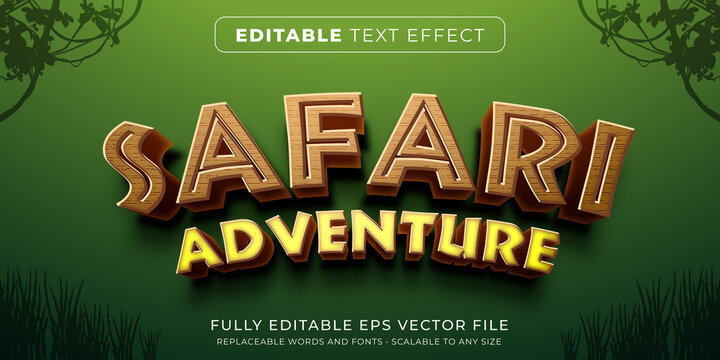 EDITABLE TEXT EFFECT
SAFARI
ADVENTURE
FULLY EDITABLE EPS VECTOR FILE
REPLACEABLE WORDS AND FONTS • SCALABLE TO ANY SIZE